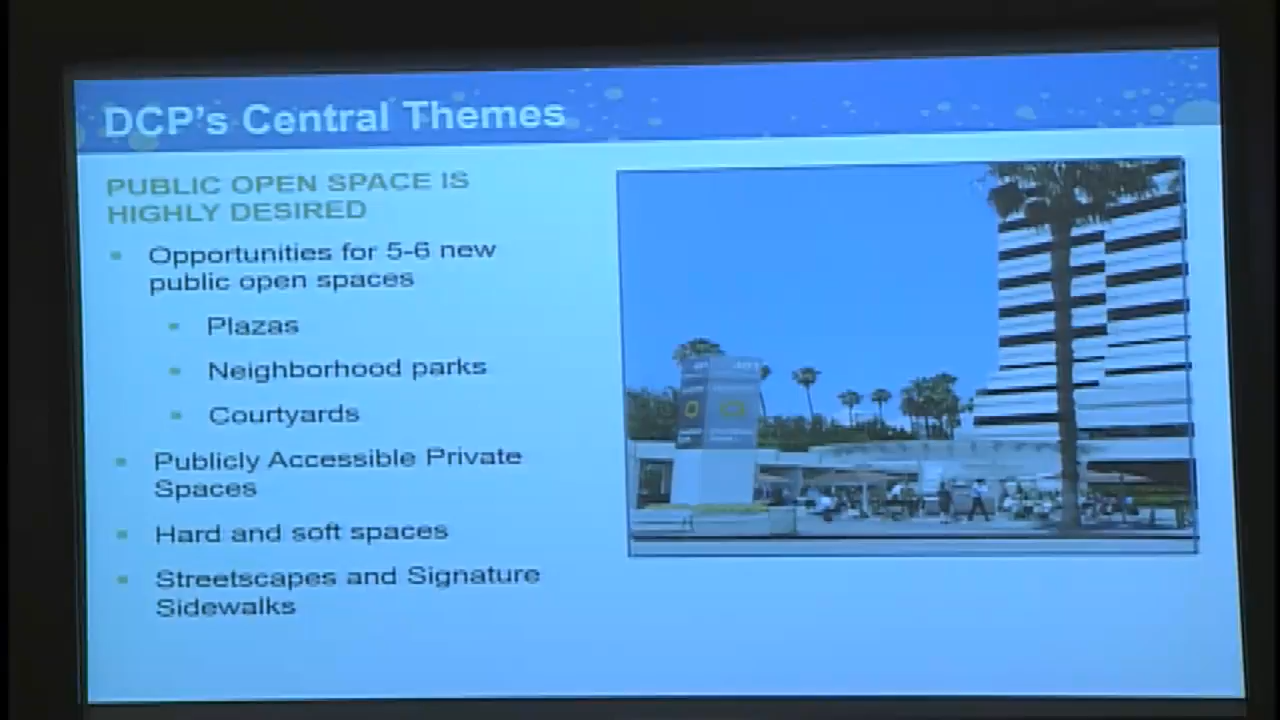 DCP's Central Themes
PUBLIC OPEN SPACE IS
HIGHLY DESIRED
Opportunities for 5-6 new
public open spaces
Plazas
Neighborhood parks
Courtyards
Publicly Accessible Private
Spaces
Hard and soft spaces
Streetscapes and Signature
Sidewalks